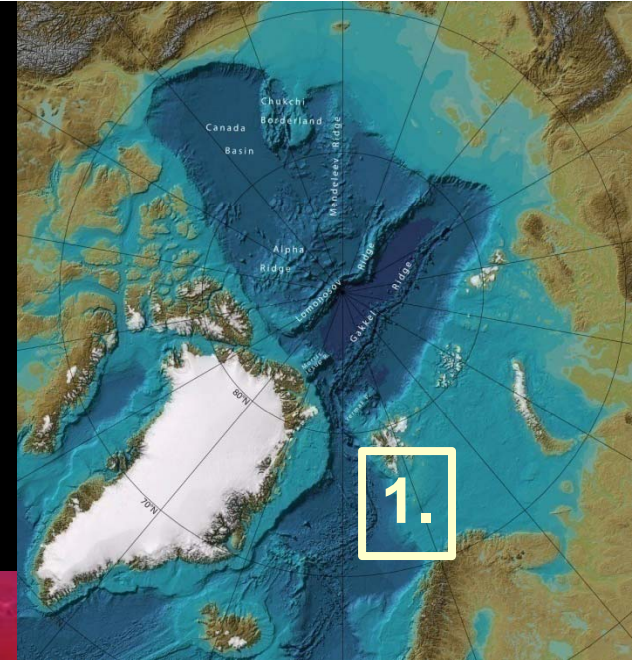 Chukchi
Borderland
Canada
Basin
Mendeleev Ridge
Alpha
Ridge
Lomonosov Ridge
Gakkel Ridge
80°N
70°N
1.